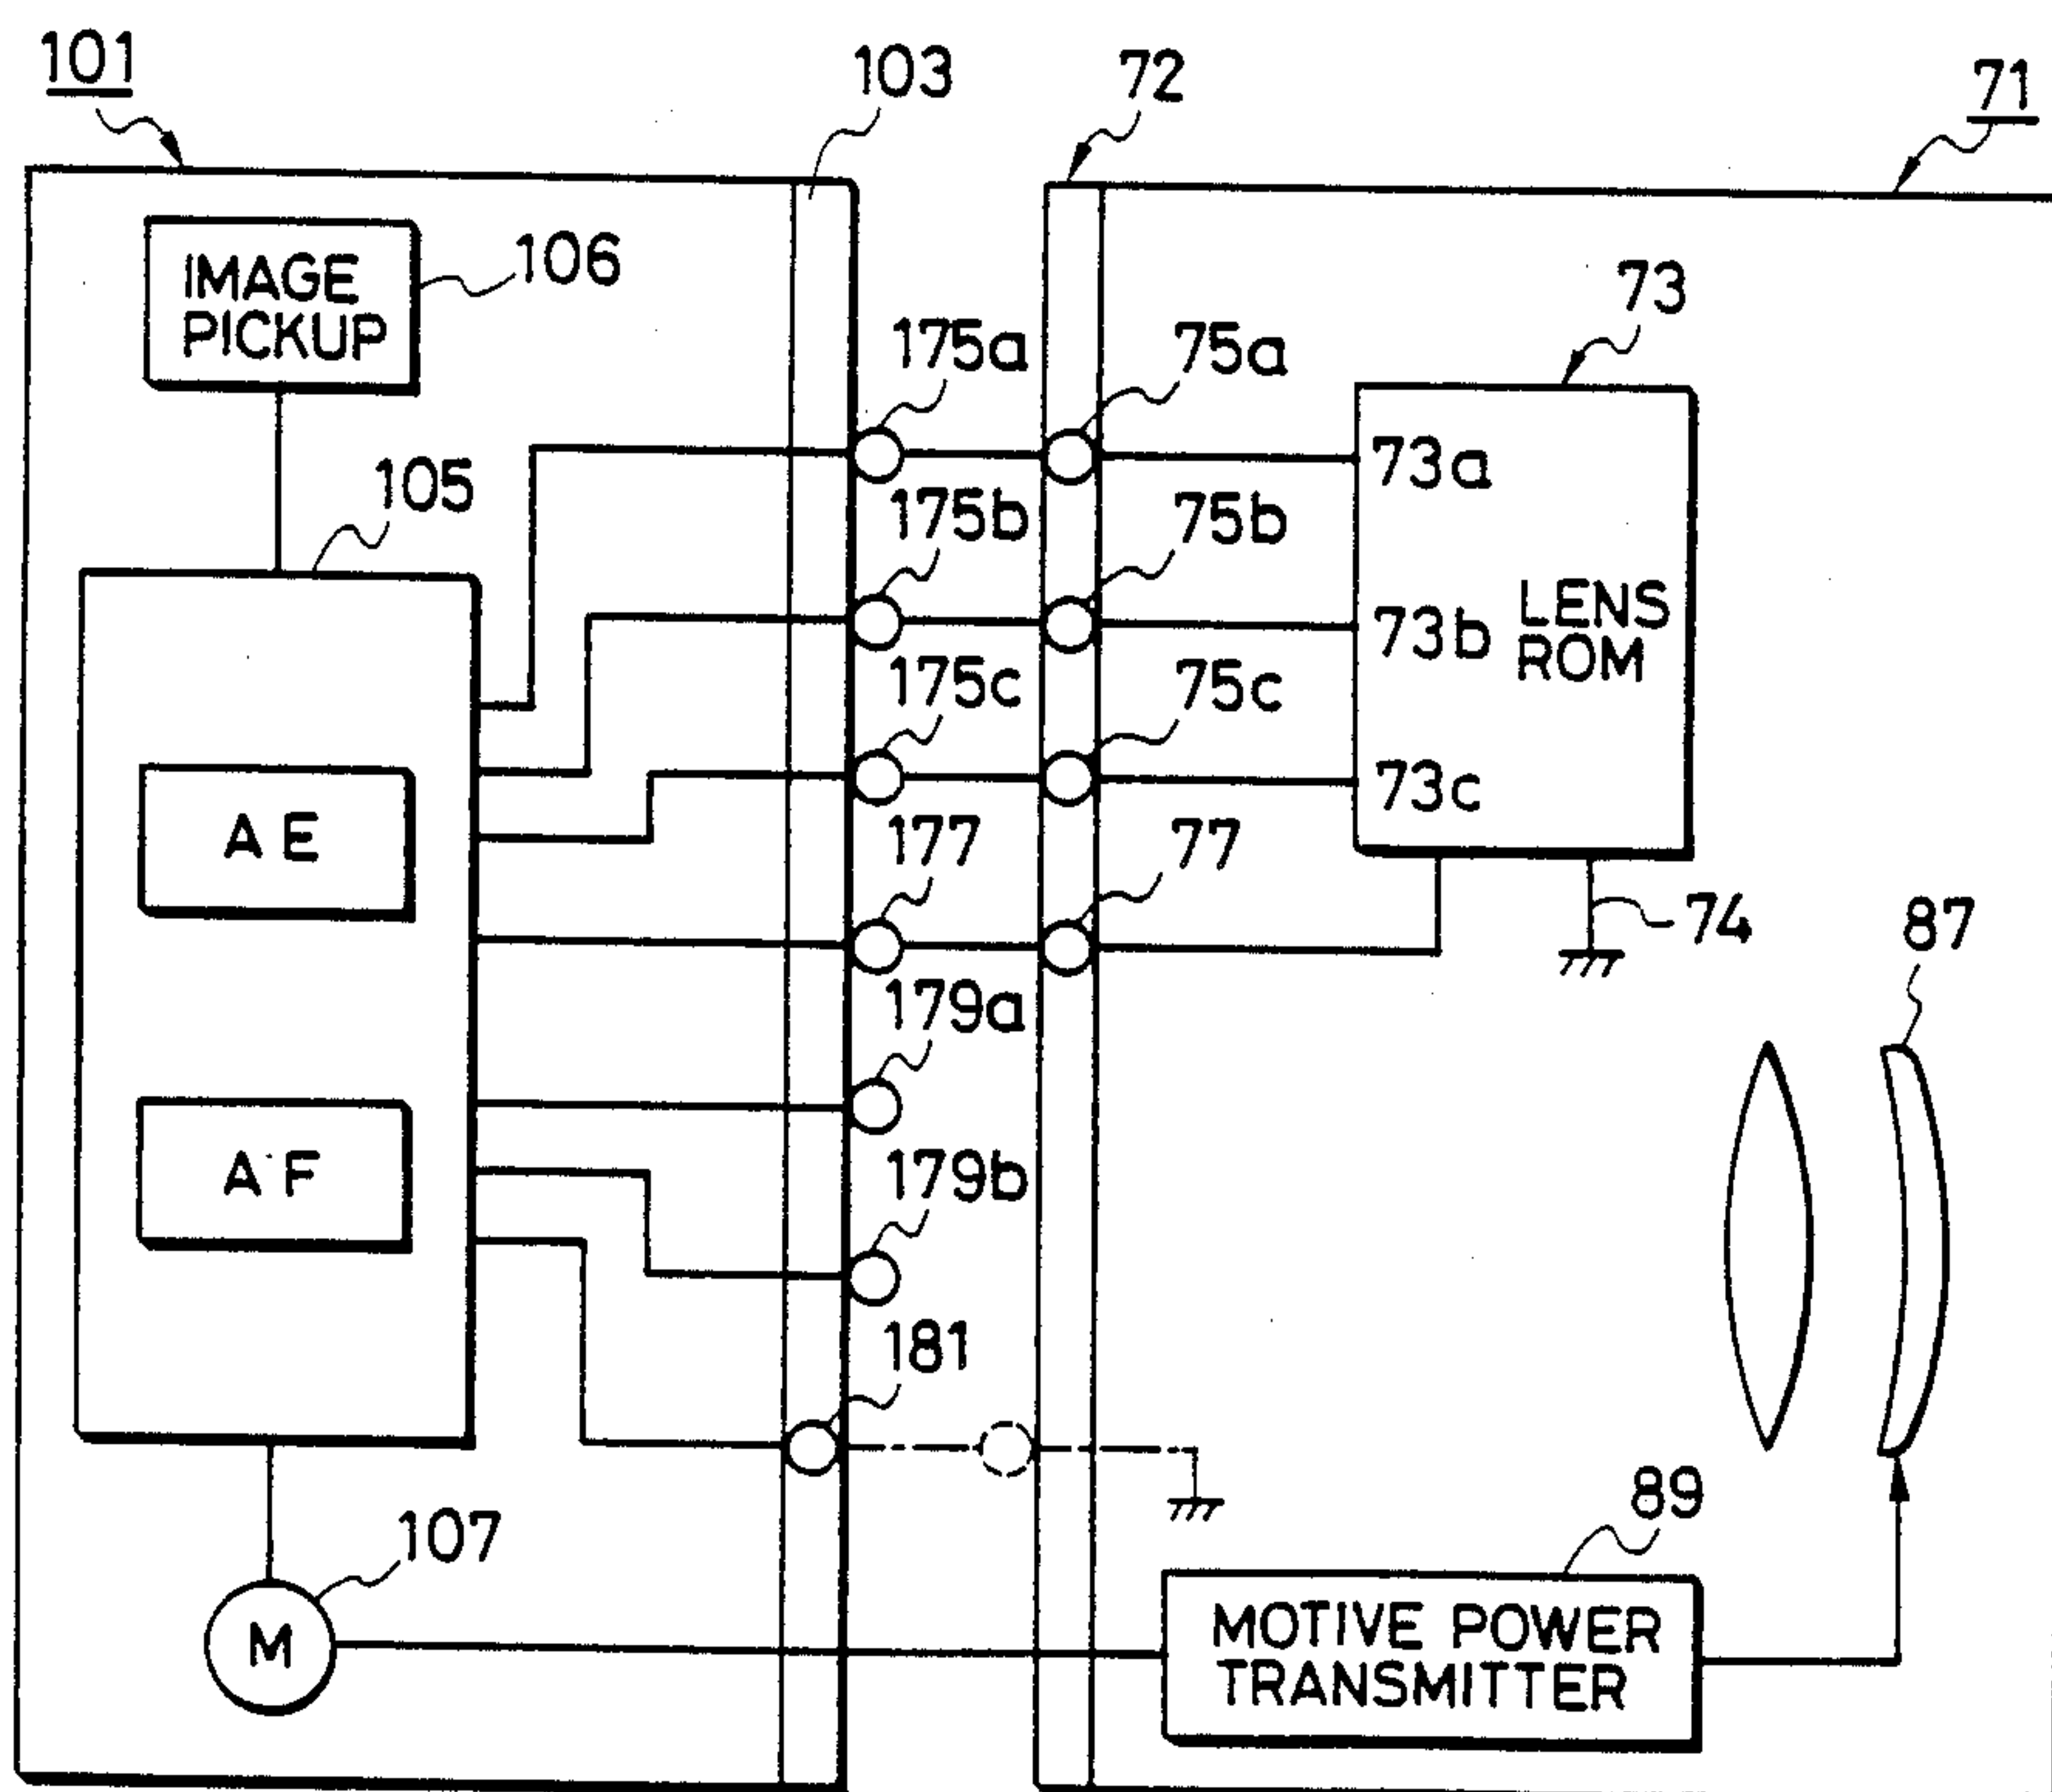 101
103
72
71
IMAGE
PICKUP
106
73
175a
75a
73a
105
175b
75b
73b
LENS
ROM
175c
75c
73c
AE
177
77
74
87
179a
AF
179b
181
107
89
M
MOTIVE POWER
TRANSMITTER